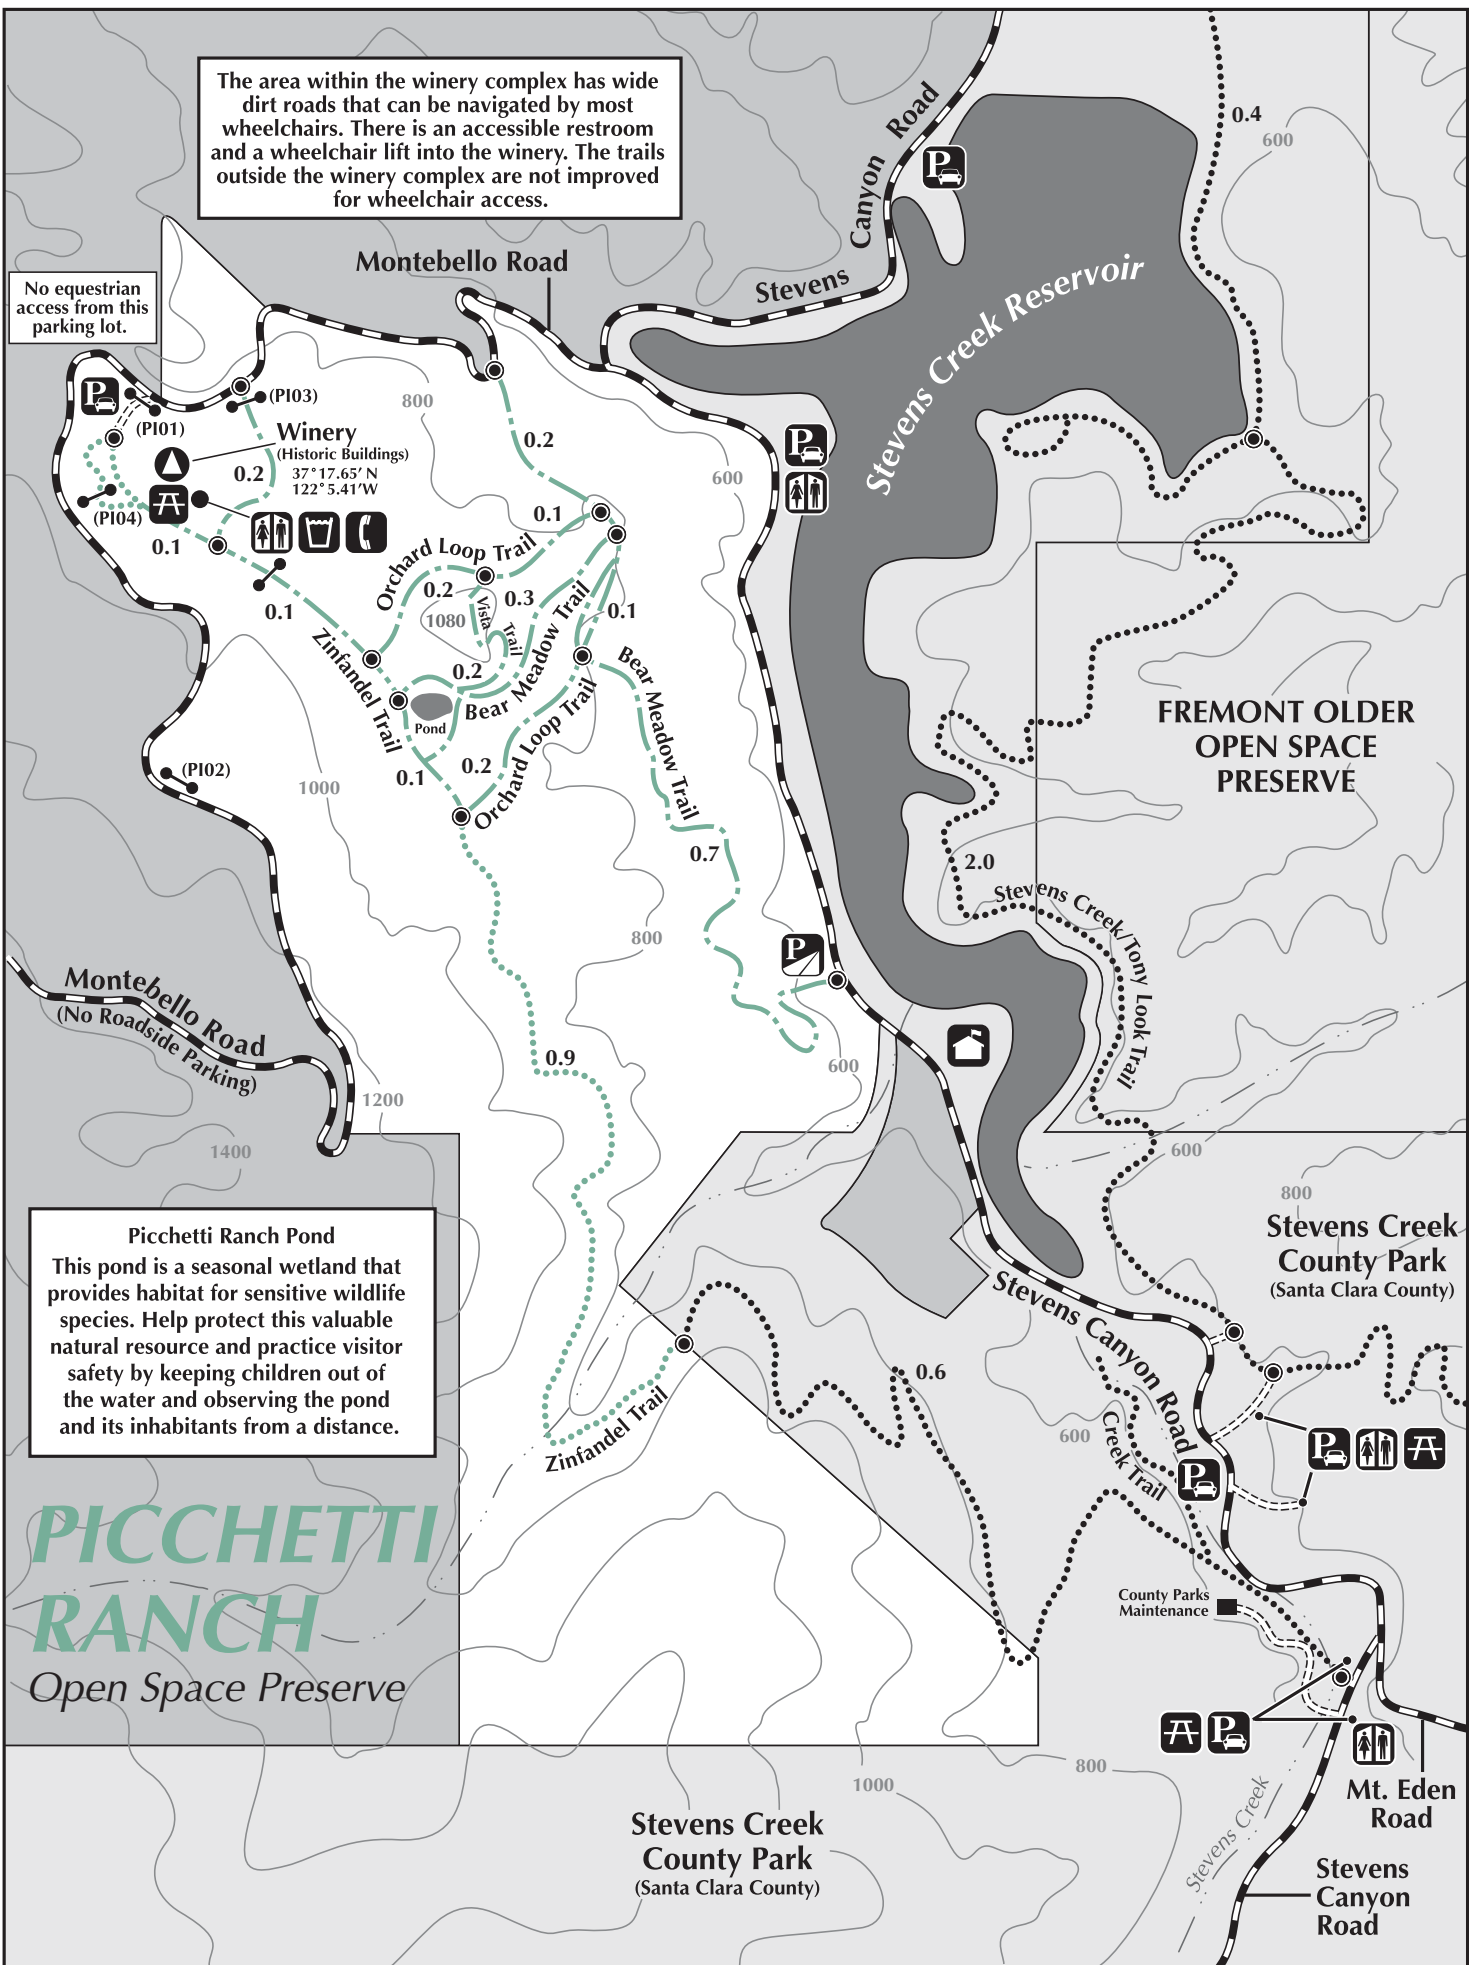 The area within the winery complex has wide
dirt roads that can be navigated by most
wheelchairs. There is an accessible restroom
and a wheelchair lift into the winery. The trails
outside the winery complex are not improved
for wheelchair access.
Stevens Canyon Road
P
0.4
600
Montebello Road
No equestrian
access from this
parking lot.
Stevens Creek Reservoir
P
(PI01)
(PI03)
Winery
(Historic Buildings)
37°17.65' N
122°5.41'W
800
0.2
0.2
(PI04)
0.1
0.1
P
600
0.1
Orchard Loop Trail
0.2
0.3
1080
Vista Trail
0.1
0.2
Bear Meadow Trail
Zinfandel Trail
Pond
0.1
0.2
Orchard Loop Trail
Bear Meadow Trail
0.7
(PI02)
1000
FREMONT OLDER
OPEN SPACE
PRESERVE
2.0
Stevens Creek/Tony Look Trail
800
P
Montebello Road
(No Roadside Parking)
0.9
600
1200
1400
600
800
Stevens Creek
County Park
(Santa Clara County)
Picchetti Ranch Pond
This pond is a seasonal wetland that
provides habitat for sensitive wildlife
species. Help protect this valuable
natural resource and practice visitor
safety by keeping children out of
the water and observing the pond
and its inhabitants from a distance.
Stevens Canyon Road
0.6
Zinfandel Trail
600
Creek Trail
P
P
PICCHETTI
RANCH
Open Space Preserve
County Parks
Maintenance
P
800
1000
Mt. Eden
Road
Stevens Creek
Stevens Creek
County Park
(Santa Clara County)
Stevens
Canyon
Road